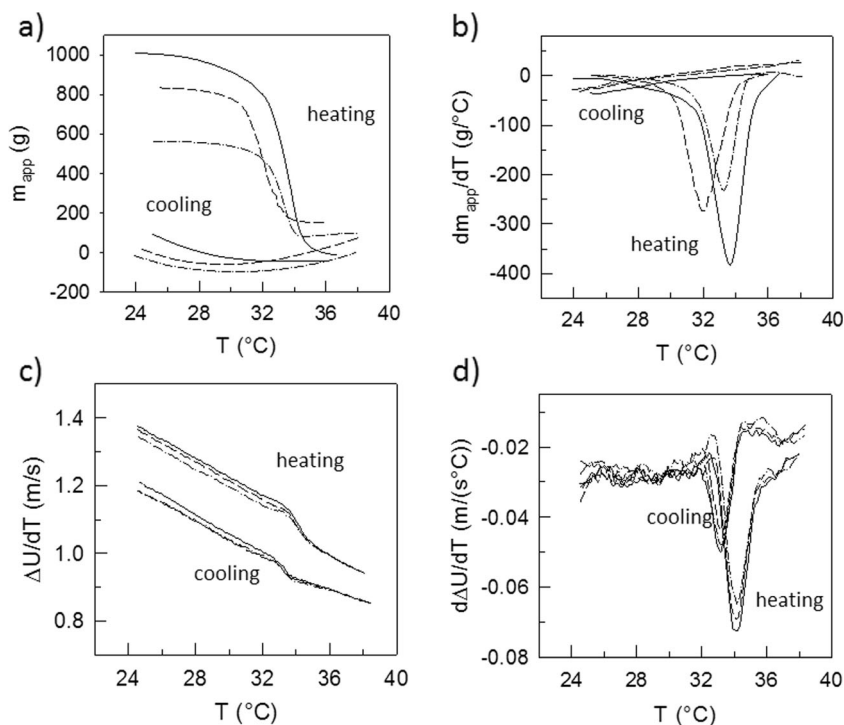 a)
1000
800
600
400
200
0
-200
m_app (g)
heating
cooling
24 28 32 36 40
T (°C)
b)
0
-100
-200
-300
-400
dm_app/dT (g/°C)
cooling
heating
24 28 32 36 40
T (°C)
c)
1.4
1.2
1.0
0.8
ΔU/dT (m/s)
heating
cooling
24 28 32 36 40
T (°C)
d)
-0.02
-0.04
-0.06
-0.08
dΔU/dT (m/(s°C))
cooling
heating
24 28 32 36 40
T (°C)